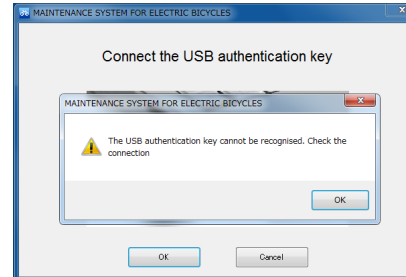 MAINTENANCE SYSTEM FOR ELECTRIC BICYCLES
Connect the USB authentication key
MAINTENANCE SYSTEM FOR ELECTRIC BICYCLES
The USB authentication key cannot be recognised. Check the
connection
OK
OK Cancel